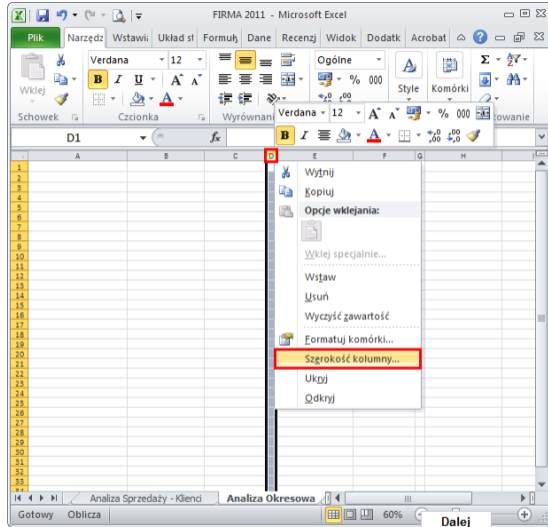 FIRMA 2011 - Microsoft Excel
Plik Narzędz Wstawi Układ st Formuły Dane Recenzj Widok Dodatk Acrobat
Wklej
Verdana 12
B I U A A
A
Ogólne
% 000
Style Komórki
Schowek Czcionka Wyrównani
Verdana 12 A A % 000
B I A
D1 fx
A B C D E F G H
1
2
3
4
5
6
7
8
9
10
11
12
13
14
15
16
17
18
19
20
21
22
23
24
25
26
27
28
29
30
31
32
33
Wytnij
Kopiuj
Opcje wklejania:
Wklej specjalnie...
Wstaw
Usuń
Wyczyść zawartość
Formatuj komórki...
Szerokość kolumny...
Ukryj
Odkryj
Analiza Sprzedaży - Klienci Analiza Okresowa
Gotowy Oblicza 60%
Dalej